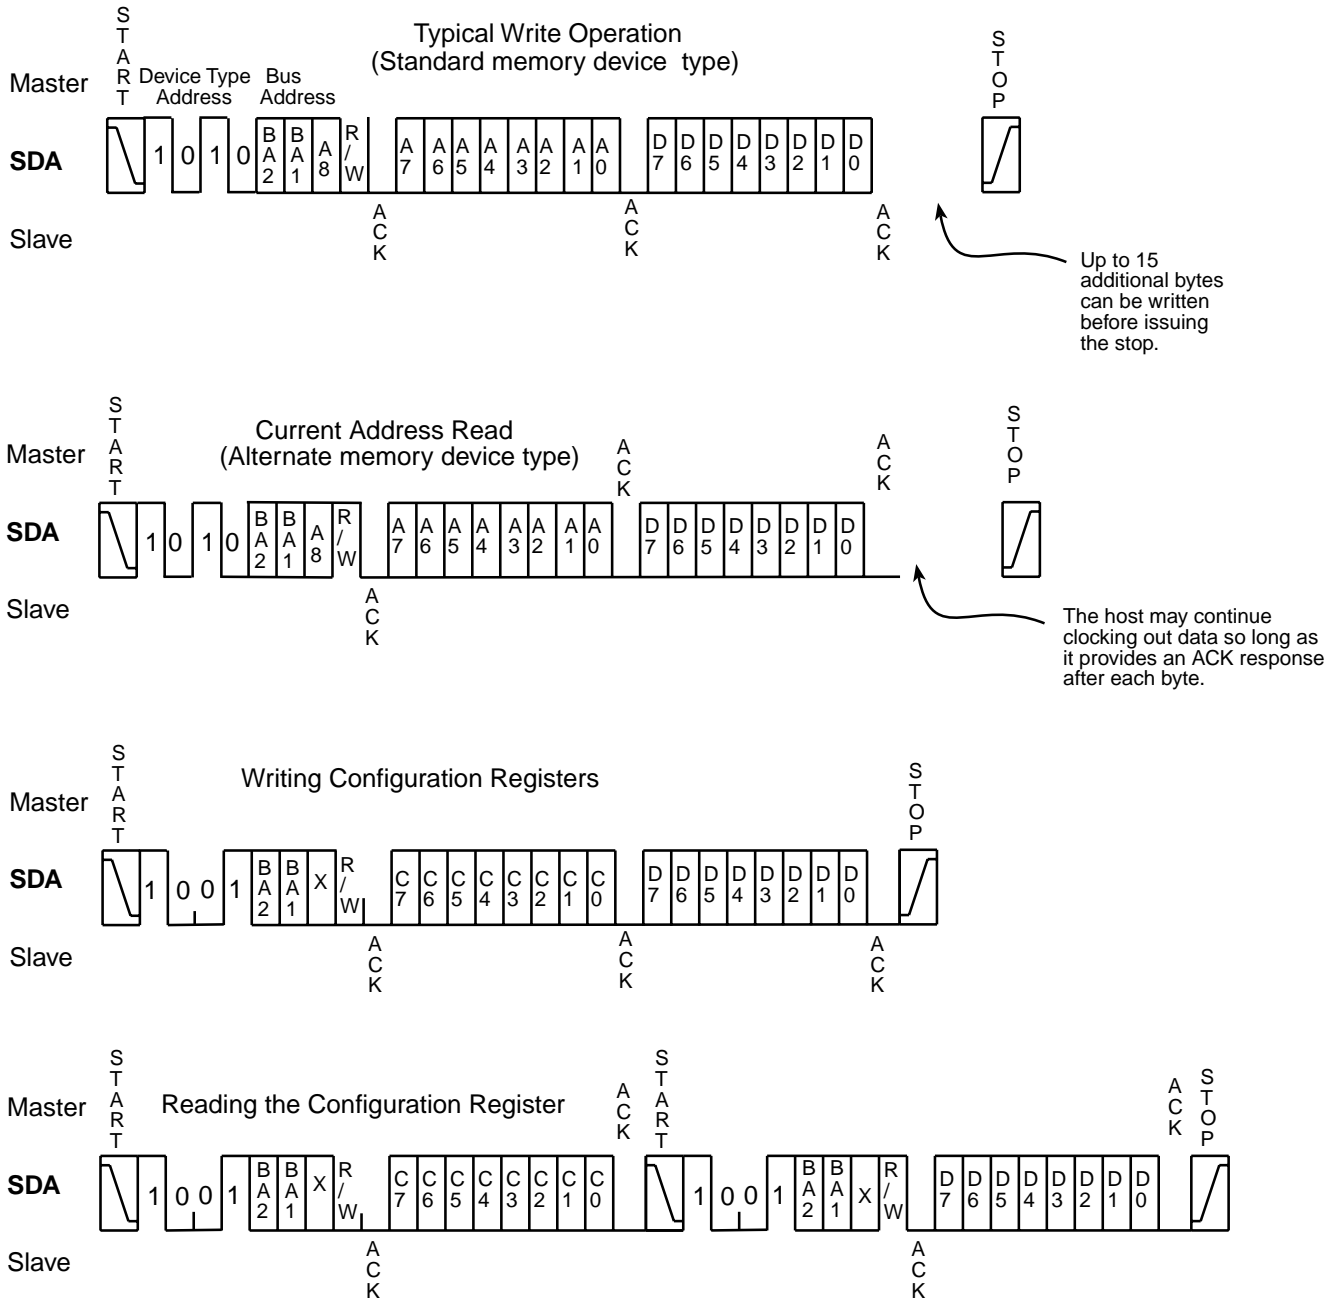 START
Typical Write Operation
(Standard memory device type)
STOP
Master
Device Type Address
Bus Address
SDA
1 0 1 0 BA2 BA1 A8 R/W A7 A6 A5 A4 A3 A2 A1 A0 D7 D6 D5 D4 D3 D2 D1 D0
ACK ACK ACK
Slave
Up to 15
additional bytes
can be written
before issuing
the stop.
START
Current Address Read
(Alternate memory device type)
ACK ACK STOP
Master
SDA
1 0 1 0 BA2 BA1 A8 R/W A7 A6 A5 A4 A3 A2 A1 A0 D7 D6 D5 D4 D3 D2 D1 D0
ACK
Slave
The host may continue
clocking out data so long as
it provides an ACK response
after each byte.
START
Writing Configuration Registers
STOP
Master
SDA
1 0 0 1 BA2 BA1 X R/W C7 C6 C5 C4 C3 C2 C1 C0 D7 D6 D5 D4 D3 D2 D1 D0
ACK ACK ACK
Slave
START
Reading the Configuration Register
ACK START ACK STOP
Master
SDA
1 0 0 1 BA2 BA1 X R/W C7 C6 C5 C4 C3 C2 C1 C0 1 0 0 1 BA2 BA1 X R/W D7 D6 D5 D4 D3 D2 D1 D0
ACK ACK
Slave